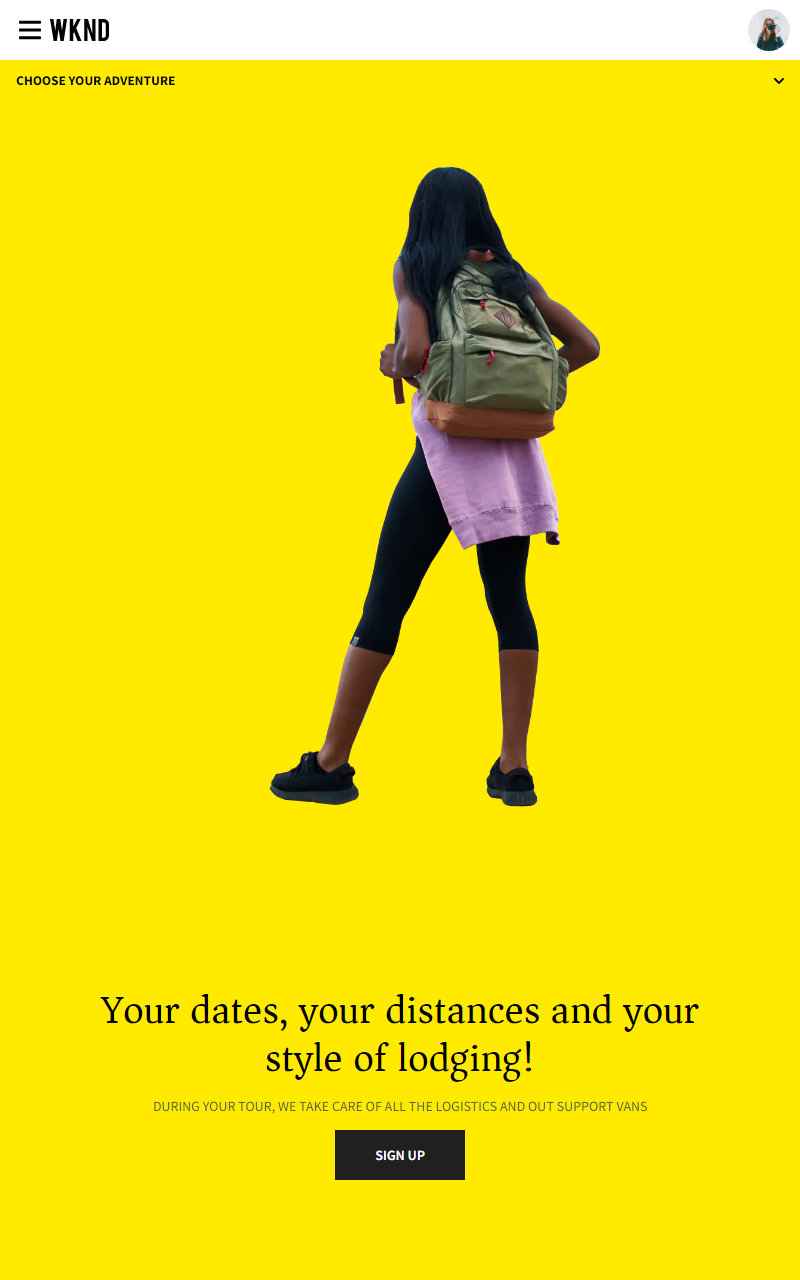 WKND
CHOOSE YOUR ADVENTURE
Your dates, your distances and your
style of lodging!
DURING YOUR TOUR, WE TAKE CARE OF ALL THE LOGISTICS AND OUT SUPPORT VANS
SIGN UP